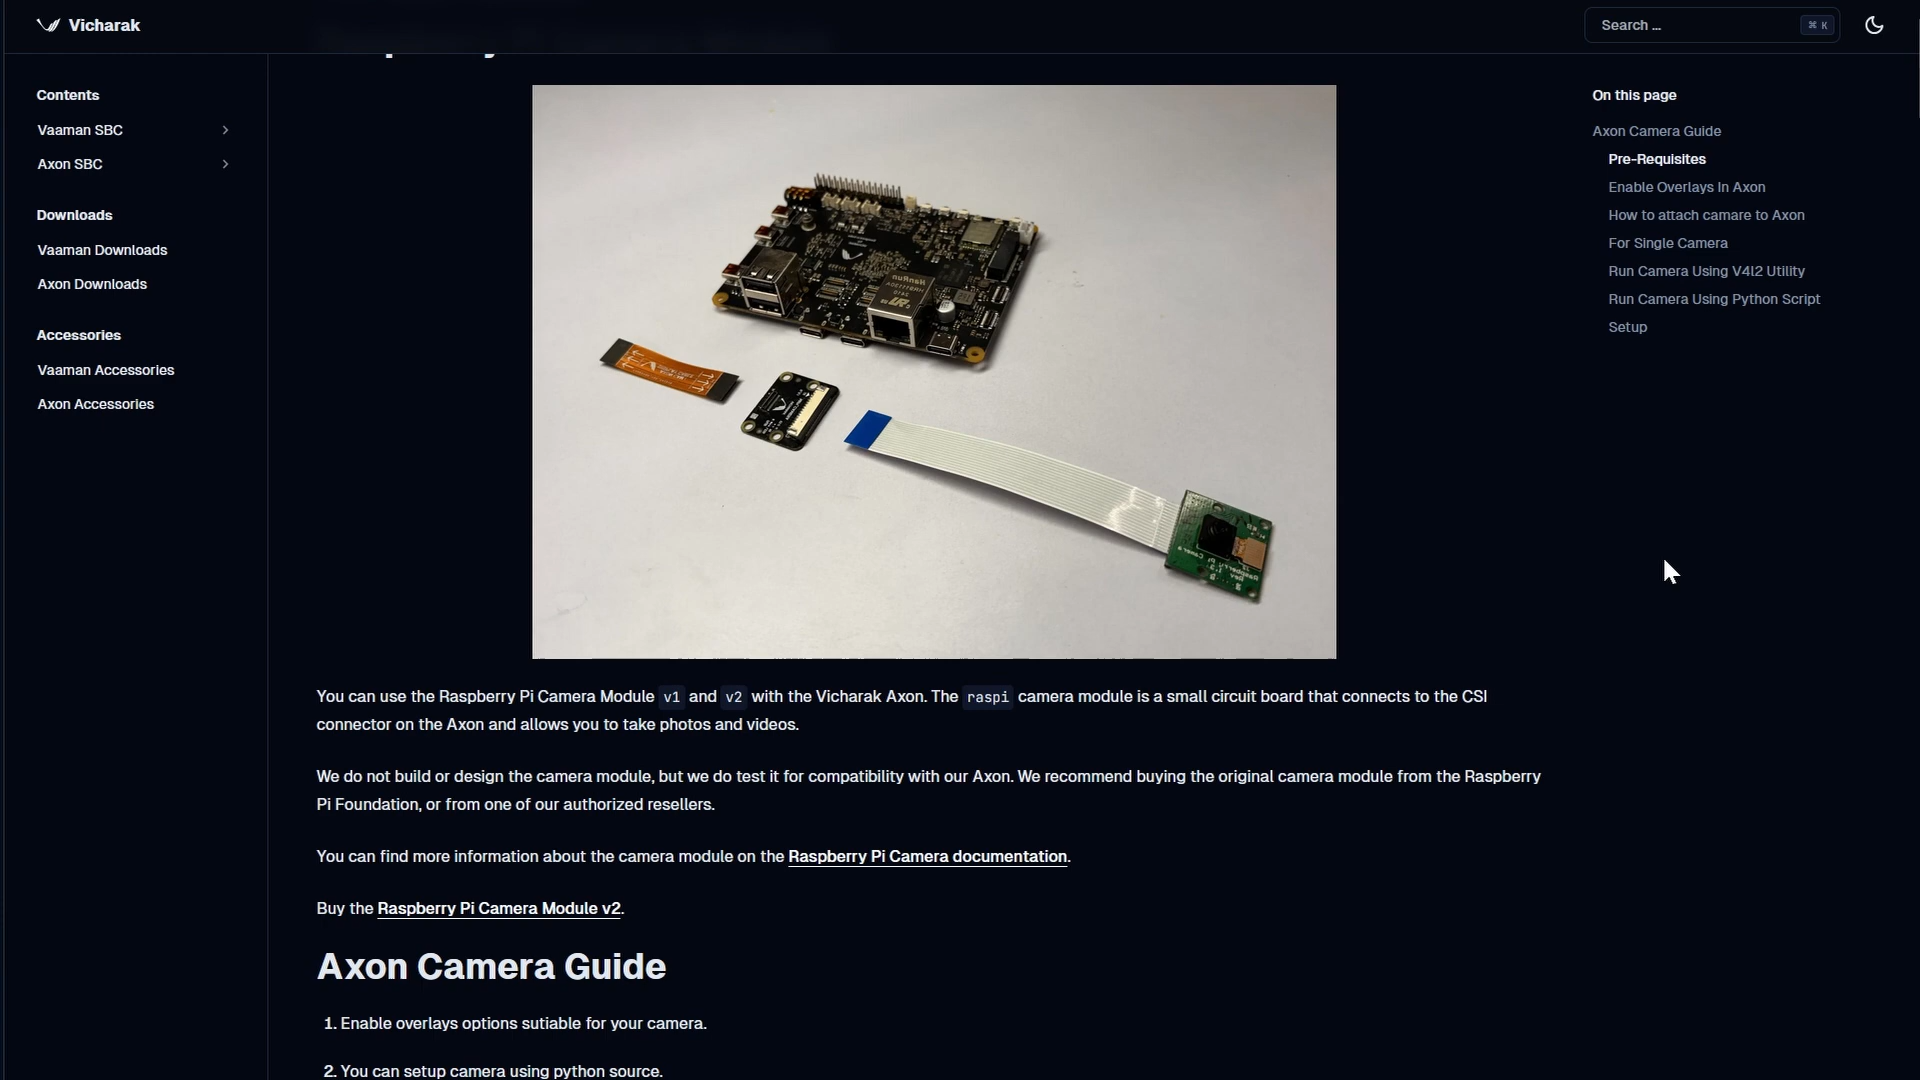 Vicharak
Search ...
⌘ K
Contents
Vaaman SBC
Axon SBC
Downloads
Vaaman Downloads
Axon Downloads
Accessories
Vaaman Accessories
Axon Accessories
You can use the Raspberry Pi Camera Module v1 and v2 with the Vicharak Axon. The raspi camera module is a small circuit board that connects to the CSI
connector on the Axon and allows you to take photos and videos.
We do not build or design the camera module, but we do test it for compatibility with our Axon. We recommend buying the original camera module from the Raspberry
Pi Foundation, or from one of our authorized resellers.
You can find more information about the camera module on the Raspberry Pi Camera documentation.
Buy the Raspberry Pi Camera Module v2.
Axon Camera Guide
1. Enable overlays options sutiable for your camera.
2. You can setup camera using python source.
On this page
Axon Camera Guide
Pre-Requisites
Enable Overlays In Axon
How to attach camare to Axon
For Single Camera
Run Camera Using V4l2 Utility
Run Camera Using Python Script
Setup